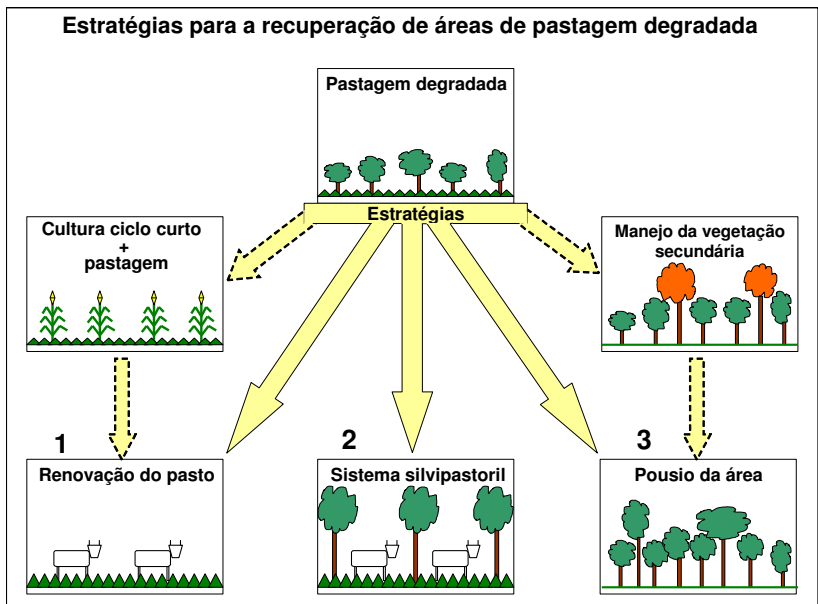 Estratégias para a recuperação de áreas de pastagem degradada
Pastagem degradada
Estratégias
Cultura ciclo curto
+
pastagem
Manejo da vegetação
secundária
1
2
3
Renovação do pasto
Sistema silvipastoril
Pousio da área